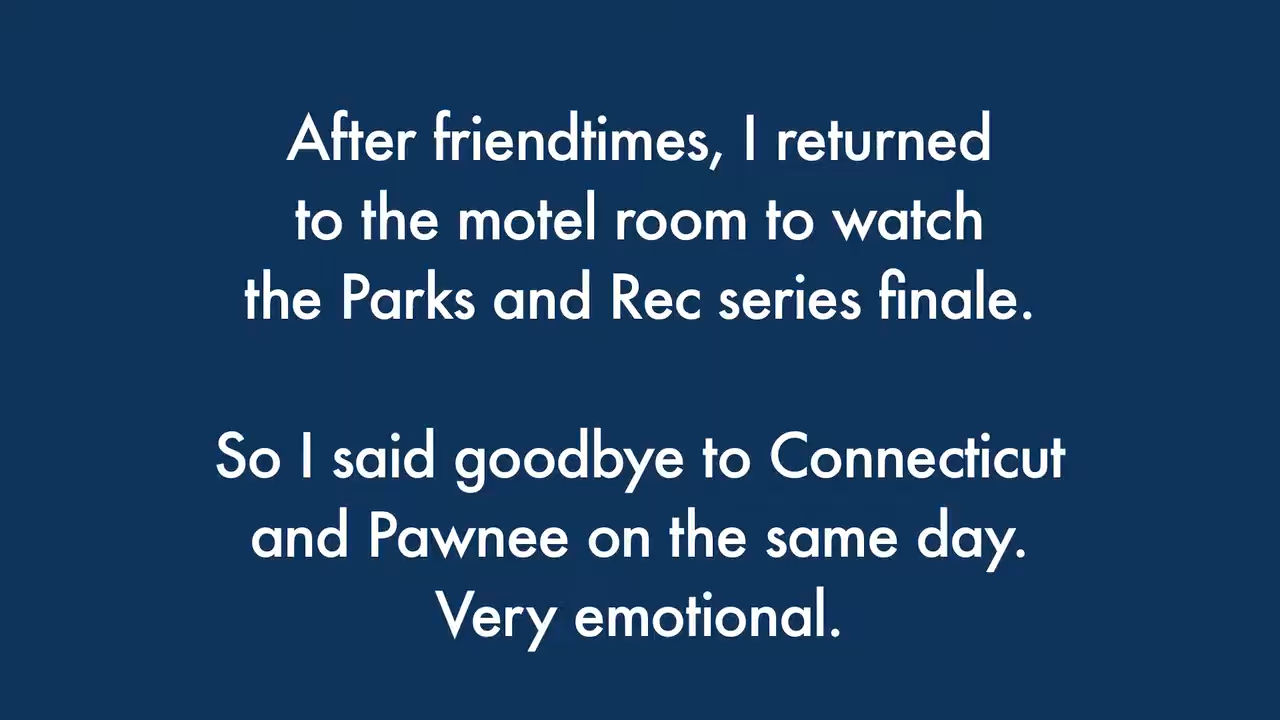 After friendtimes, I returned
to the motel room to watch
the Parks and Rec series finale.
So I said goodbye to Connecticut
and Pawnee on the same day.
Very emotional.